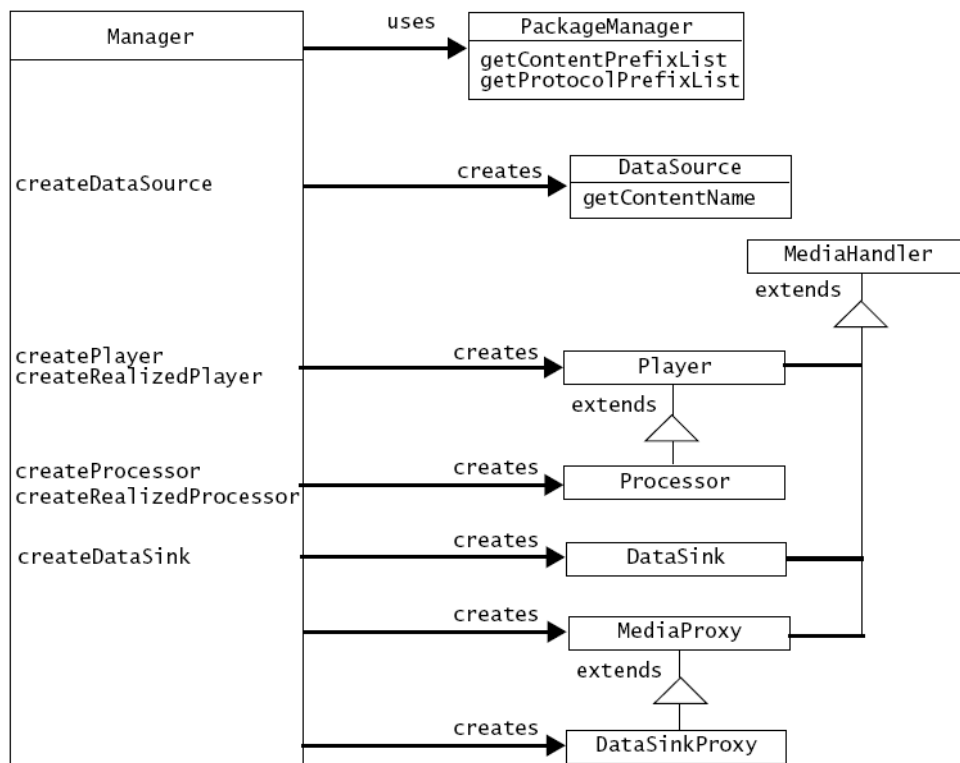 Manager
uses
PackageManager
getContentPrefixList
getProtocolPrefixList
createDataSource
creates
DataSource
getContentName
MediaHandler
extends
createPlayer
createRealizedPlayer
creates
Player
extends
createProcessor
createRealizedProcessor
creates
Processor
createDataSink
creates
DataSink
creates
MediaProxy
extends
creates
DataSinkProxy